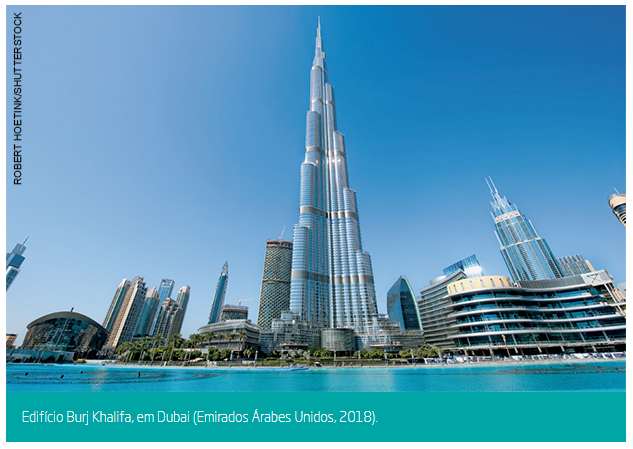 ROBERT HOETINK/SHUTTERSTOCK
Edifício Burj Khalifa, em Dubai (Emirados Árabes Unidos, 2018).